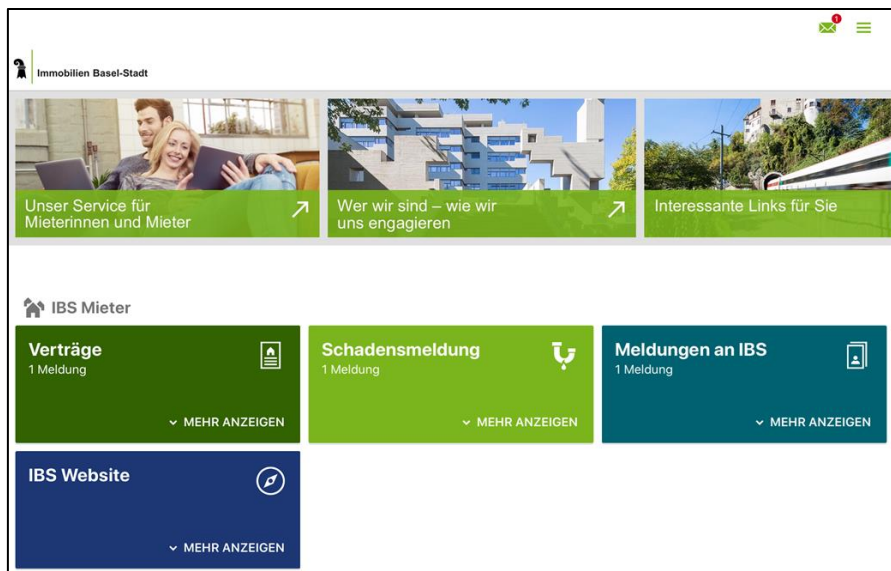 1
Immobilien Basel-Stadt
Unser Service für
Mieterinnen und Mieter
Wer wir sind – wie wir
uns engagieren
Interessante Links für Sie
IBS Mieter
Verträge
1 Meldung
MEHR ANZEIGEN
Schadensmeldung
1 Meldung
MEHR ANZEIGEN
Meldungen an IBS
1 Meldung
MEHR ANZEIGEN
IBS Website
MEHR ANZEIGEN